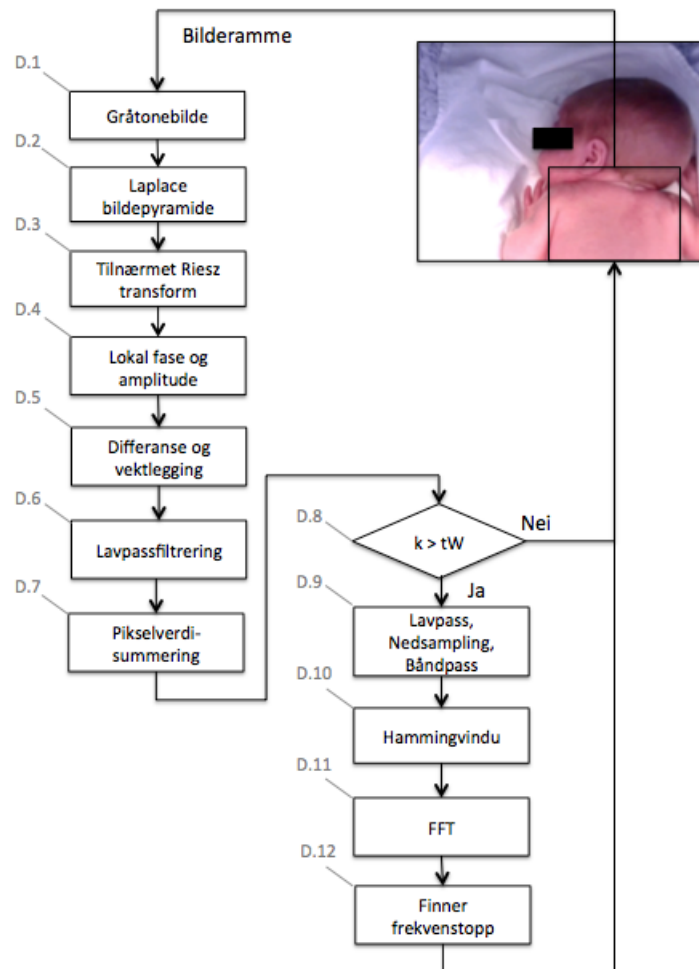 Bilderamme
D.1
Gråtonebilde
D.2
Laplace
bildepyramide
D.3
Tilnærmet Riesz
transform
D.4
Lokal fase og
amplitude
D.5
Differanse og
vektlegging
D.6
Lavpassfiltrering
D.7
Pikselverdi-
summering
D.8
k > tW
Nei
Ja
D.9
Lavpass,
Nedsampling,
Båndpass
D.10
Hammingvindu
D.11
FFT
D.12
Finner
frekvenstopp